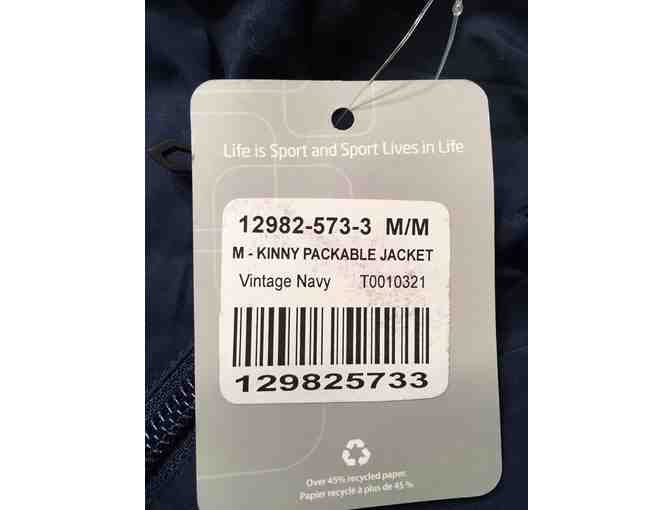 Life is Sport and Sport Lives in Life
12982-573-3 M/M
M - KINNY PACKABLE JACKET
Vintage Navy T0010321
129825733
Over 45% recycled paper.
Papier recyclé à plus de 45 %